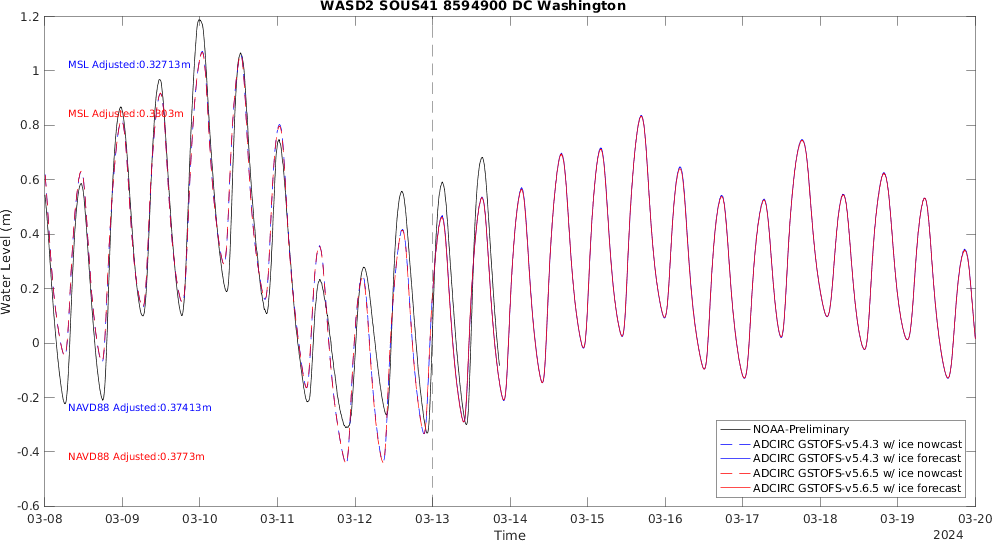 WASD2 SOUS41 8594900 DC Washington
1.2
1
0.8
0.6
0.4
0.2
0
-0.2
-0.4
-0.6
Water Level (m)
MSL Adjusted:0.32713m
MSL Adjusted:0.3303m
NAVD88 Adjusted:0.37413m
NAVD88 Adjusted:0.3773m
NOAA-Preliminary
ADCIRC GSTOFS-v5.4.3 w/ ice nowcast
ADCIRC GSTOFS-v5.4.3 w/ ice forecast
ADCIRC GSTOFS-v5.6.5 w/ ice nowcast
ADCIRC GSTOFS-v5.6.5 w/ ice forecast
03-08 03-09 03-10 03-11 03-12 03-13 03-14 03-15 03-16 03-17 03-18 03-19 03-20
Time
2024